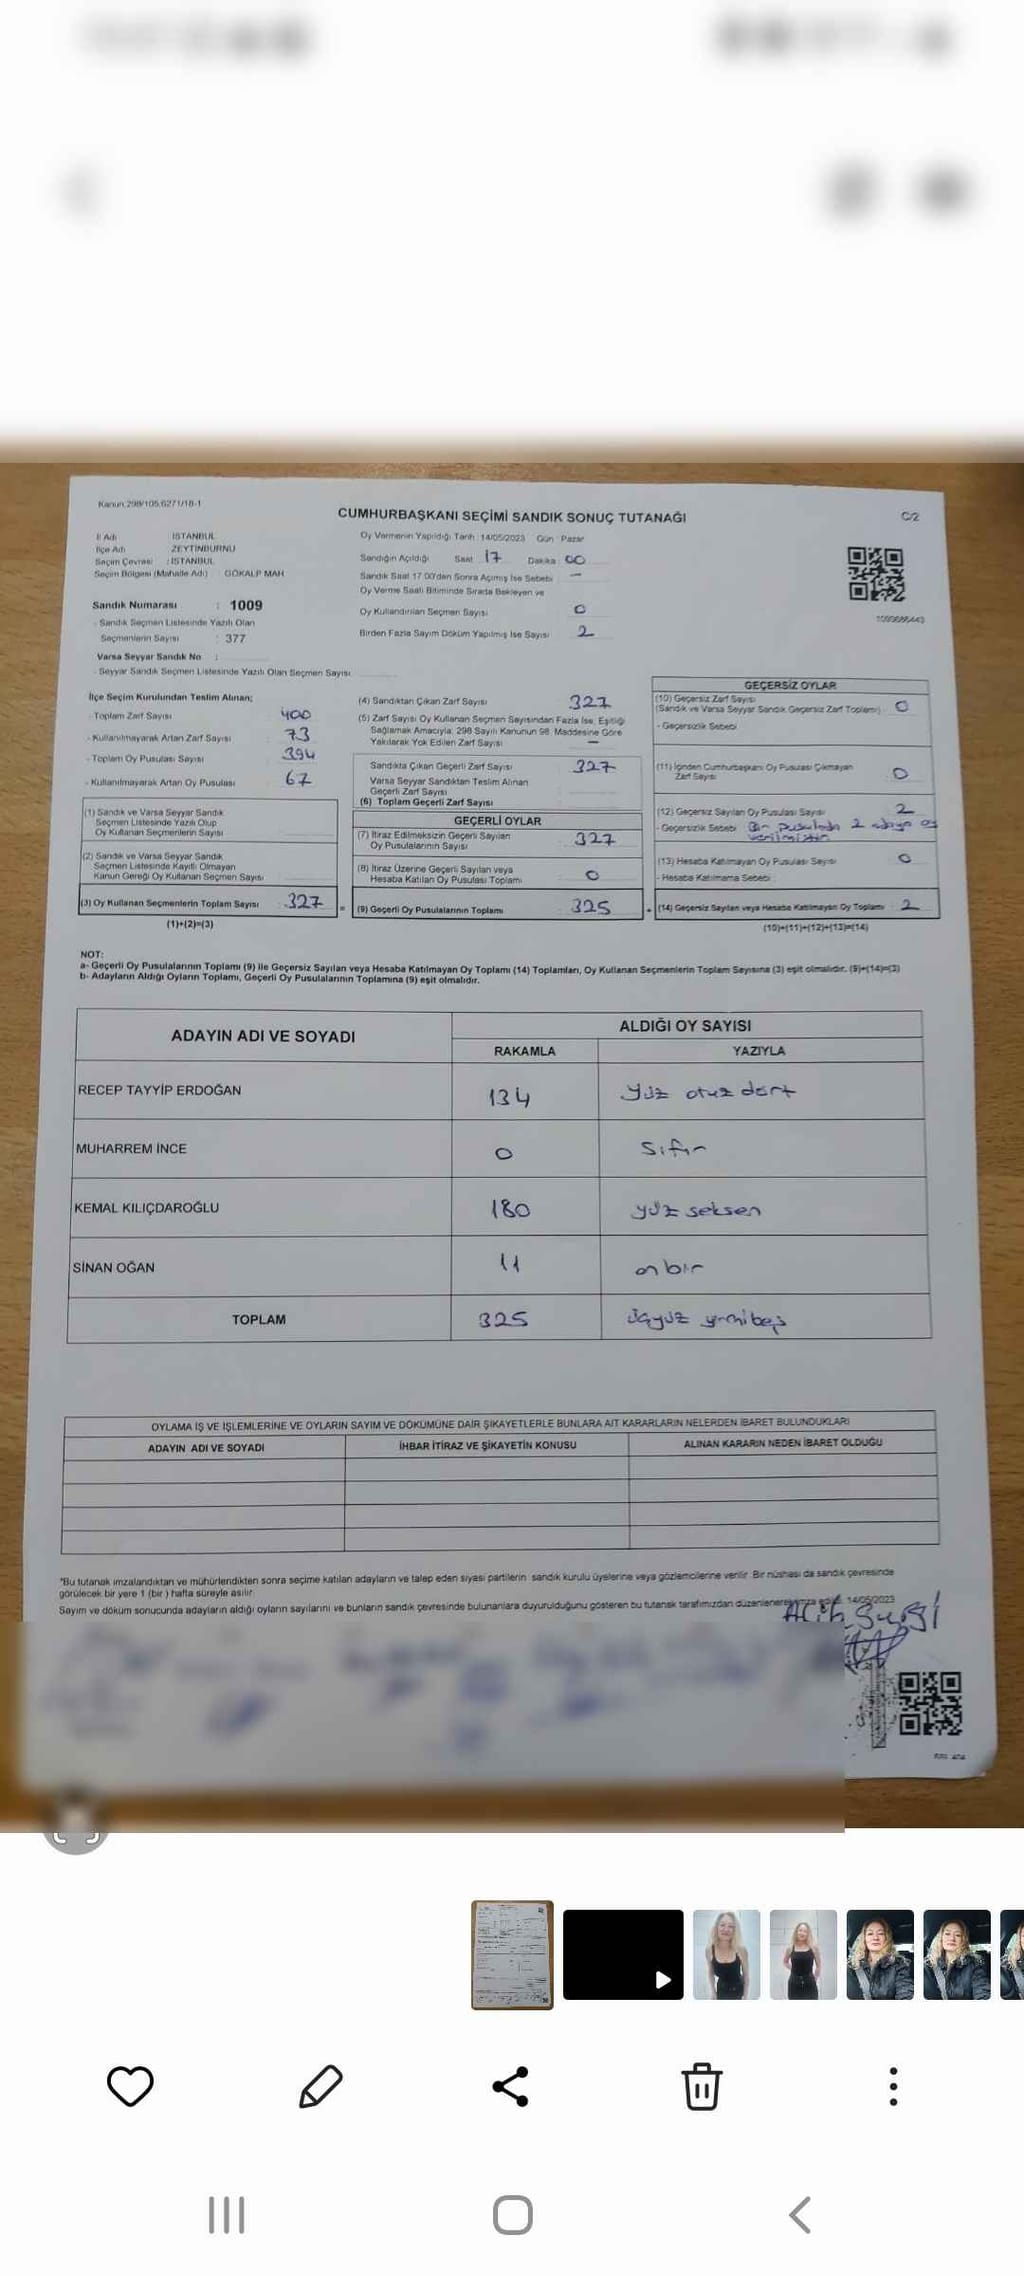 Kanun:298/105,6271/18-1
CUMHURBAŞKANI SEÇİMİ SANDIK SONUÇ TUTANAĞI
C/2
İl Adı : İSTANBUL
İlçe Adı : ZEYTİNBURNU
Seçim Çevresi : İSTANBUL
Seçim Bölgesi (Mahalle Adı) : GÖKALP MAH
Sandık Numarası : 1009
- Sandık Seçmen Listesinde Yazılı Olan
Seçmenlerin Sayısı : 377
Varsa Seyyar Sandık No :
- Seyyar Sandık Seçmen Listesinde Yazılı Olan Seçmen Sayısı
Oy Vermenin Yapıldığı Tarih : 14/05/2023 Gün : Pazar
Sandığın Açıldığı Saat 17 Dakika 00
Sandık Saat 17.00'den Sonra Açılmış İse Sebebi -
Oy Verme Saati Bitiminde Sırada Bekleyen ve
Oy Kullandırılan Seçmen Sayısı 0
Birden Fazla Sayım Döküm Yapılmış İse Sayısı 2
1093686443
İlçe Seçim Kurulundan Teslim Alınan;
- Toplam Zarf Sayısı 400
- Kullanılmayarak Artan Zarf Sayısı 73
- Toplam Oy Pusulası Sayısı 394
- Kullanılmayarak Artan Oy Pusulası 67
(1) Sandık ve Varsa Seyyar Sandık
Seçmen Listesinde Yazılı Olup
Oy Kullanan Seçmenlerin Sayısı
(2) Sandık ve Varsa Seyyar Sandık
Seçmen Listesinde Kayıtlı Olmayan
Kanun Gereği Oy Kullanan Seçmen Sayısı
(3) Oy Kullanan Seçmenlerin Toplam Sayısı 327
(1)+(2)=(3)
(4) Sandıktan Çıkan Zarf Sayısı 327
(5) Zarf Sayısı Oy Kullanan Seçmen Sayısından Fazla İse, Eşitliği
Sağlamak Amacıyla; 298 Sayılı Kanunun 98. Maddesine Göre
Yakılarak Yok Edilen Zarf Sayısı -
Sandıkta Çıkan Geçerli Zarf Sayısı 327
Varsa Seyyar Sandıktan Teslim Alınan
Geçerli Zarf Sayısı
(6) Toplam Geçerli Zarf Sayısı
GEÇERLİ OYLAR
(7) İtiraz Edilmeksizin Geçerli Sayılan
Oy Pusulalarının Sayısı 327
(8) İtiraz Üzerine Geçerli Sayılan veya
Hesaba Katılan Oy Pusulası Toplamı 0
= (9) Geçerli Oy Pusulalarının Toplamı 325
GEÇERSİZ OYLAR
(10) Geçersiz Zarf Sayısı
(Sandık ve Varsa Seyyar Sandık Geçersiz Zarf Toplamı) 0
- Geçersizlik Sebebi
(11) İçinden Cumhurbaşkanı Oy Pusulası Çıkmayan
Zarf Sayısı 0
(12) Geçersiz Sayılan Oy Pusulası Sayısı 2
- Geçersizlik Sebebi Bir pusulada 2 adaya oy
verilmiştir
(13) Hesaba Katılmayan Oy Pusulası Sayısı 0
- Hesaba Katılmama Sebebi
+ (14) Geçersiz Sayılan veya Hesaba Katılmayan Oy Toplamı 2
(10)+(11)+(12)+(13)=(14)
NOT:
a- Geçerli Oy Pusulalarının Toplamı (9) ile Geçersiz Sayılan veya Hesaba Katılmayan Oy Toplamı (14) Toplamları, Oy Kullanan Seçmenlerin Toplam Sayısına (3) eşit olmalıdır. (9)+(14)=(3)
b- Adayların Aldığı Oyların Toplamı, Geçerli Oy Pusulalarının Toplamına (9) eşit olmalıdır.
ADAYIN ADI VE SOYADI
ALDIĞI OY SAYISI
RAKAMLA YAZIYLA
RECEP TAYYİP ERDOĞAN 134 yüz otuz dört
MUHARREM İNCE 0 sıfır
KEMAL KILIÇDAROĞLU 180 yüz seksen
SİNAN OĞAN 11 onbir
TOPLAM 325 üçyüz yirmibeş
OYLAMA İŞ VE İŞLEMLERİNE VE OYLARIN SAYIM VE DÖKÜMÜNE DAİR ŞİKAYETLERLE BUNLARA AİT KARARLARIN NELERDEN İBARET BULUNDUKLARI
ADAYIN ADI VE SOYADI İHBAR İTİRAZ VE ŞİKAYETİN KONUSU ALINAN KARARIN NEDEN İBARET OLDUĞU
*Bu tutanak imzalandıktan ve mühürlendikten sonra seçime katılan adayların ve talep eden siyasi partilerin sandık kurulu üyelerine veya gözlemcilerine verilir. Bir nüshası da sandık çevresinde
görülecek bir yere 1 (bir) hafta süreyle asılır.
Sayım ve döküm sonucunda adayların aldığı oyların sayılarını ve bunların sandık çevresinde bulunanlara duyurulduğunu gösteren bu tutanak tarafımızdan düzenlenerek imza edildi. 14/05/2023